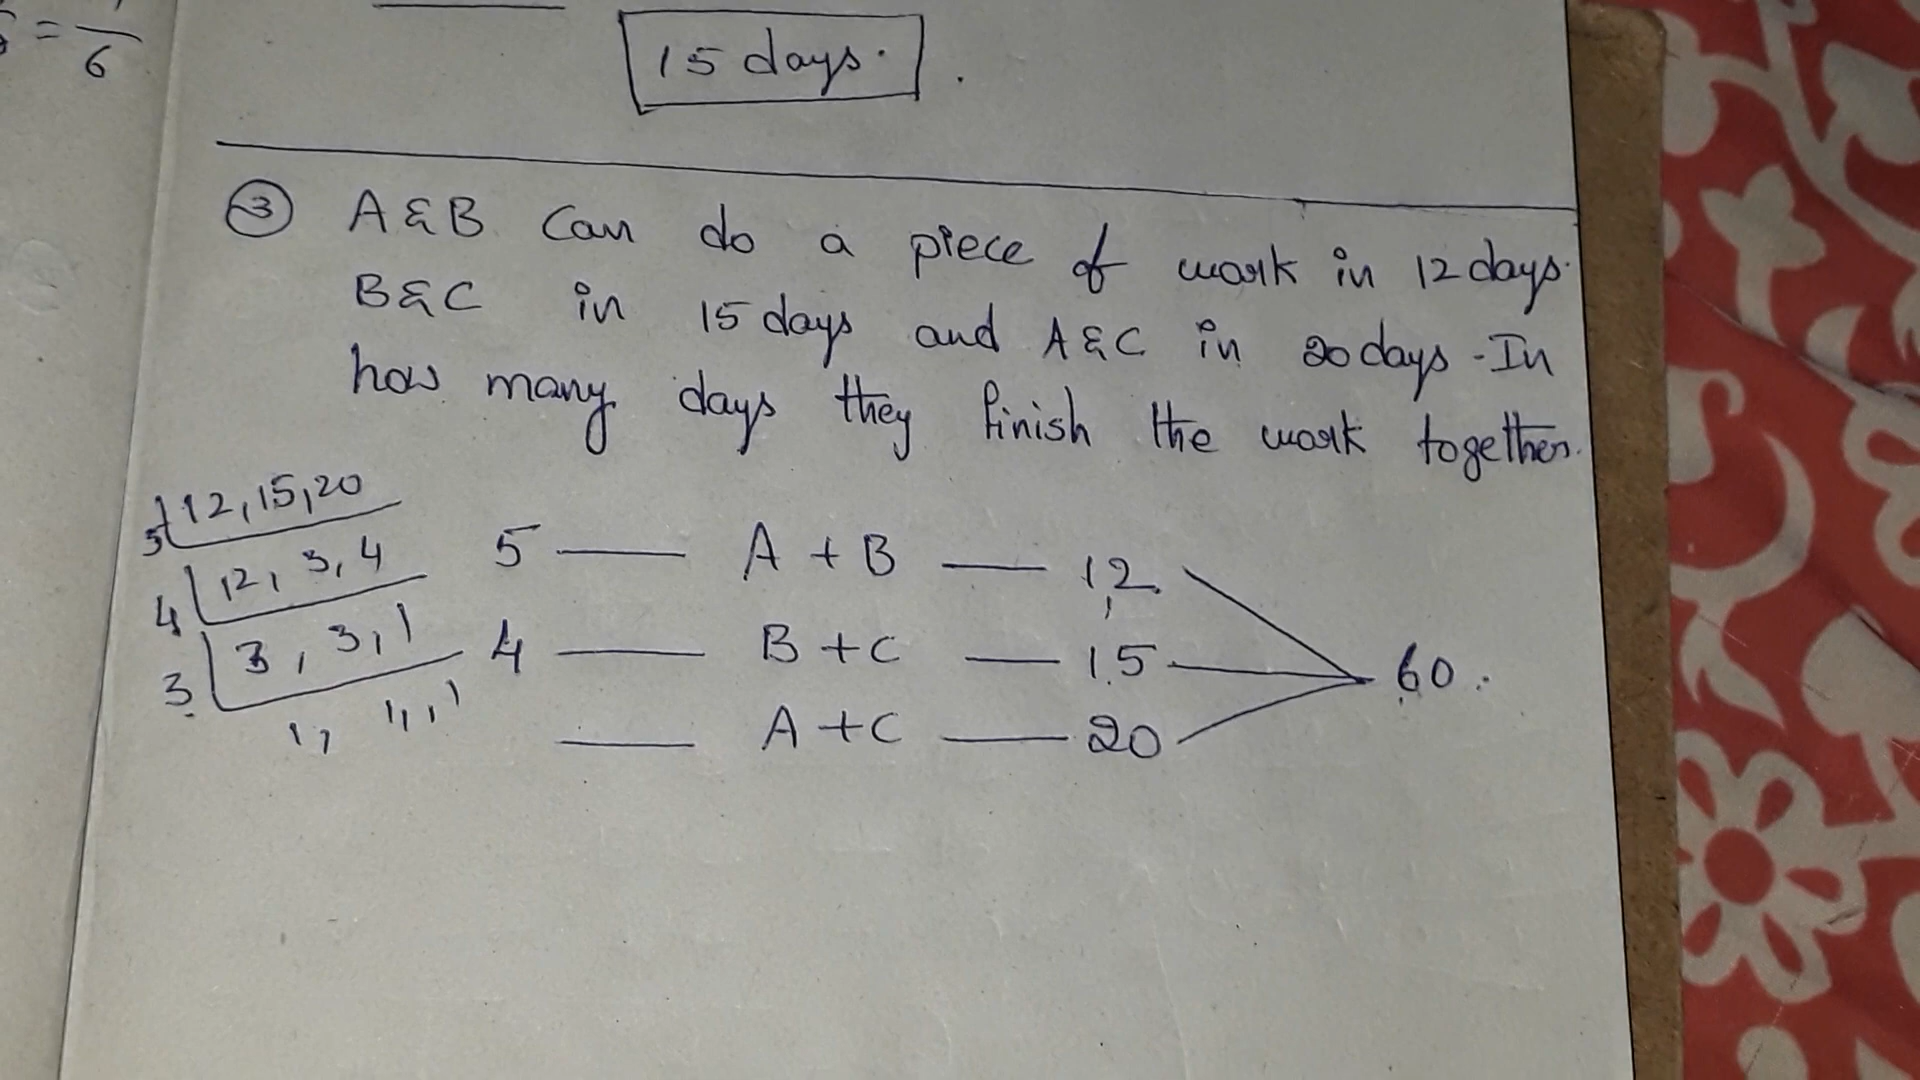 = 1/6
15 days.
③ A & B can do a piece of work in 12 days.
B & C in 15 days and A & C in 20 days. In
how many days they finish the work together.
5 12, 15, 20
4 12, 3, 4
3 3, 3, 1
1, 1, 1
5 — A + B — 12
4 — B + C — 15 — 60.
— A + C — 20